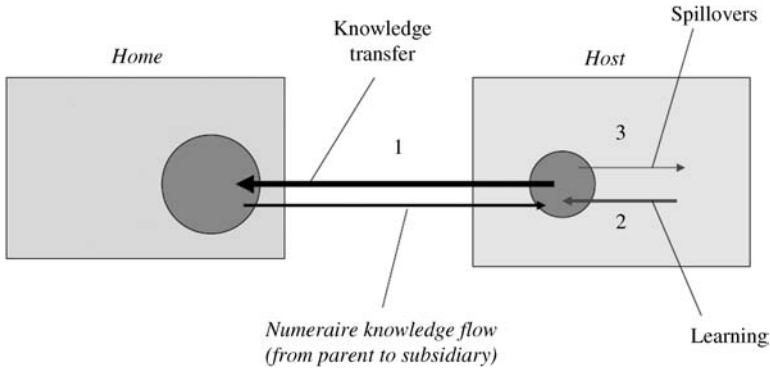 Spillovers
Knowledge
transfer
Home
Host
1
3
2
Numeraire knowledge flow
(from parent to subsidiary)
Learning